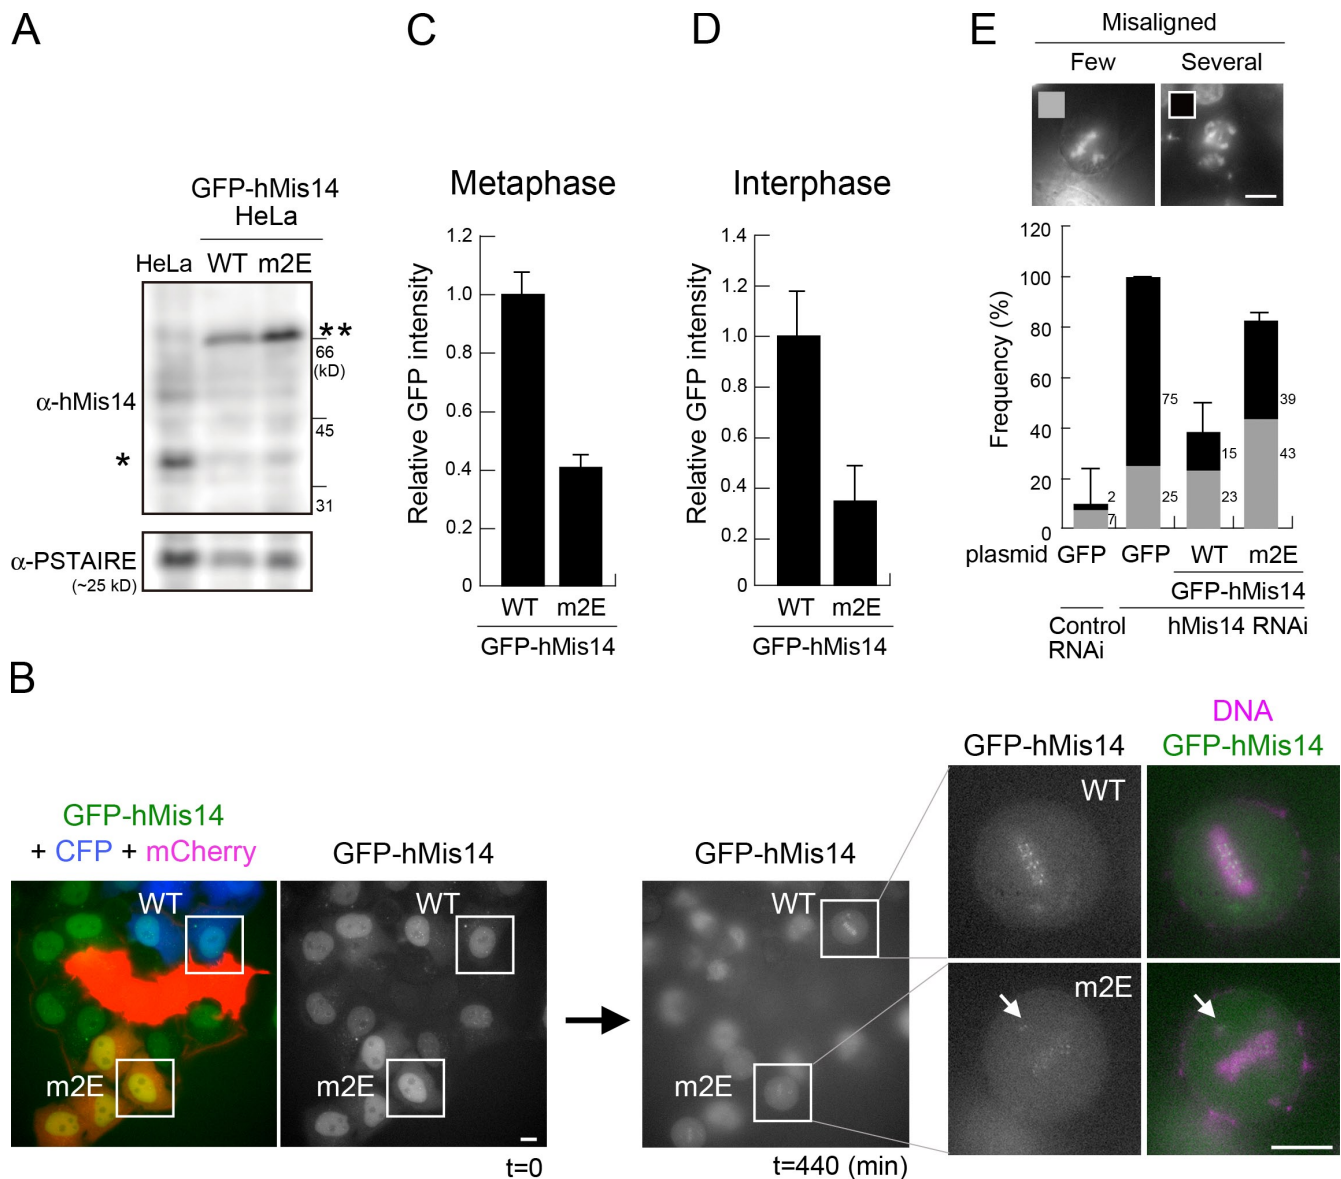 A
GFP-hMis14
HeLa
HeLa WT m2E
**
66
(kD)
α-hMis14
45
*
31
α-PSTAIRE
(~25 kD)
C
Metaphase
Relative GFP intensity
1.2
1.0
0.8
0.6
0.4
0.2
0
WT m2E
GFP-hMis14
D
Interphase
Relative GFP intensity
1.4
1.2
1.0
0.8
0.6
0.4
0.2
0
WT m2E
GFP-hMis14
E
Misaligned
Few Several
Frequency (%)
120
100
80
60
40
20
0
2
7
75
25
15
23
39
43
plasmid GFP GFP WT m2E
GFP-hMis14
Control
RNAi
hMis14 RNAi
B
GFP-hMis14
+ CFP + mCherry
WT
m2E
GFP-hMis14
WT
m2E
t=0
GFP-hMis14
WT
m2E
t=440 (min)
GFP-hMis14
WT
m2E
DNA
GFP-hMis14